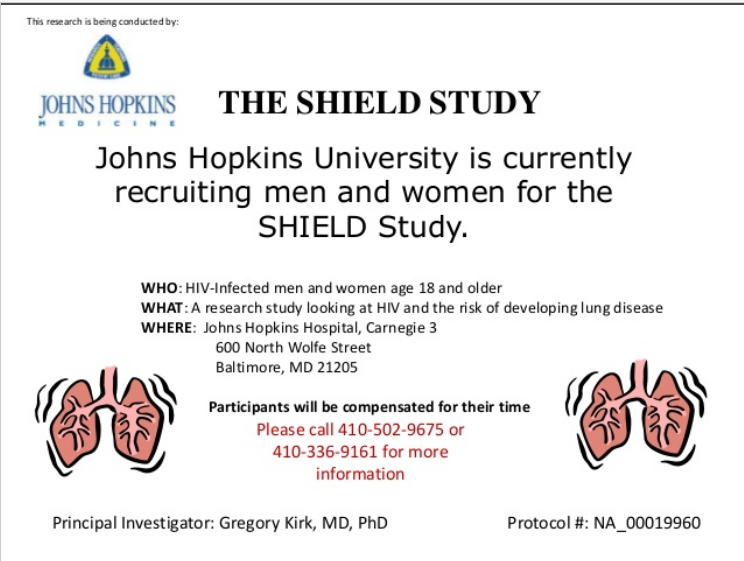 This research is being conducted by:
JOHNS HOPKINS
MEDICINE
THE SHIELD STUDY
Johns Hopkins University is currently
recruiting men and women for the
SHIELD Study.
WHO: HIV-Infected men and women age 18 and older
WHAT: A research study looking at HIV and the risk of developing lung disease
WHERE: Johns Hopkins Hospital, Carnegie 3
600 North Wolfe Street
Baltimore, MD 21205
Participants will be compensated for their time
Please call 410-502-9675 or
410-336-9161 for more
information
Principal Investigator: Gregory Kirk, MD, PhD
Protocol #: NA_00019960